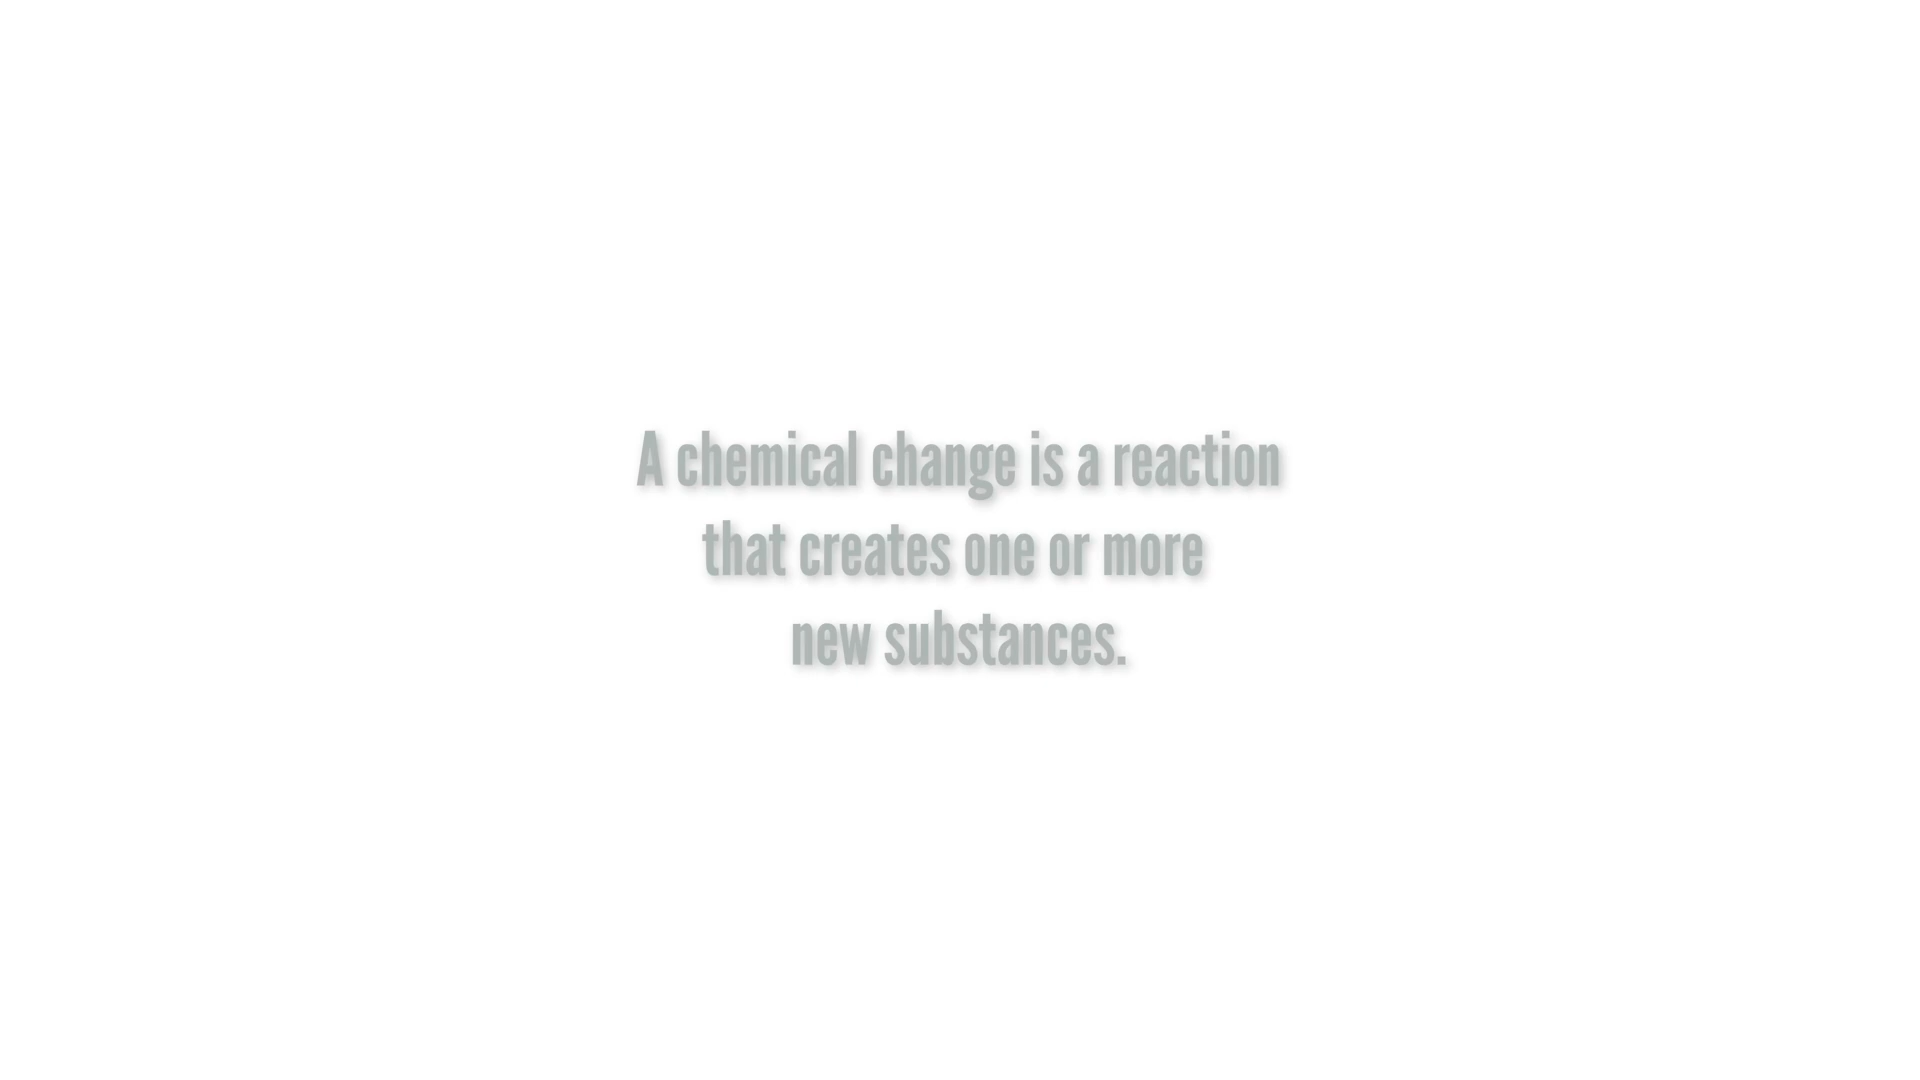 A chemical change is a reaction
that creates one or more
new substances.